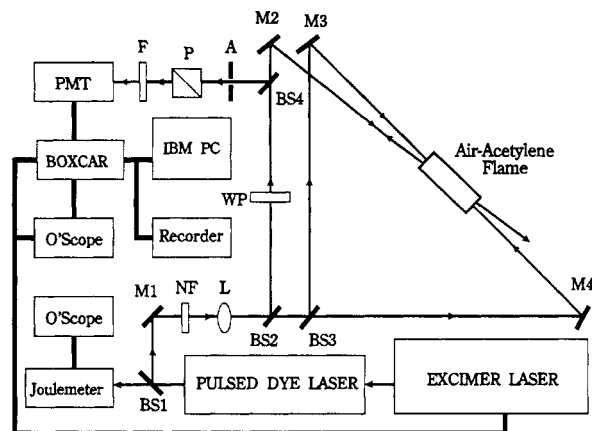 M2 M3
F P A
PMT
BS4
BOXCAR
IBM PC
Air-Acetylene
Flame
WP
O'Scope
Recorder
M4
M1 NF L
O'Scope
BS2 BS3
Joulemeter
BS1
PULSED DYE LASER
EXCIMER LASER